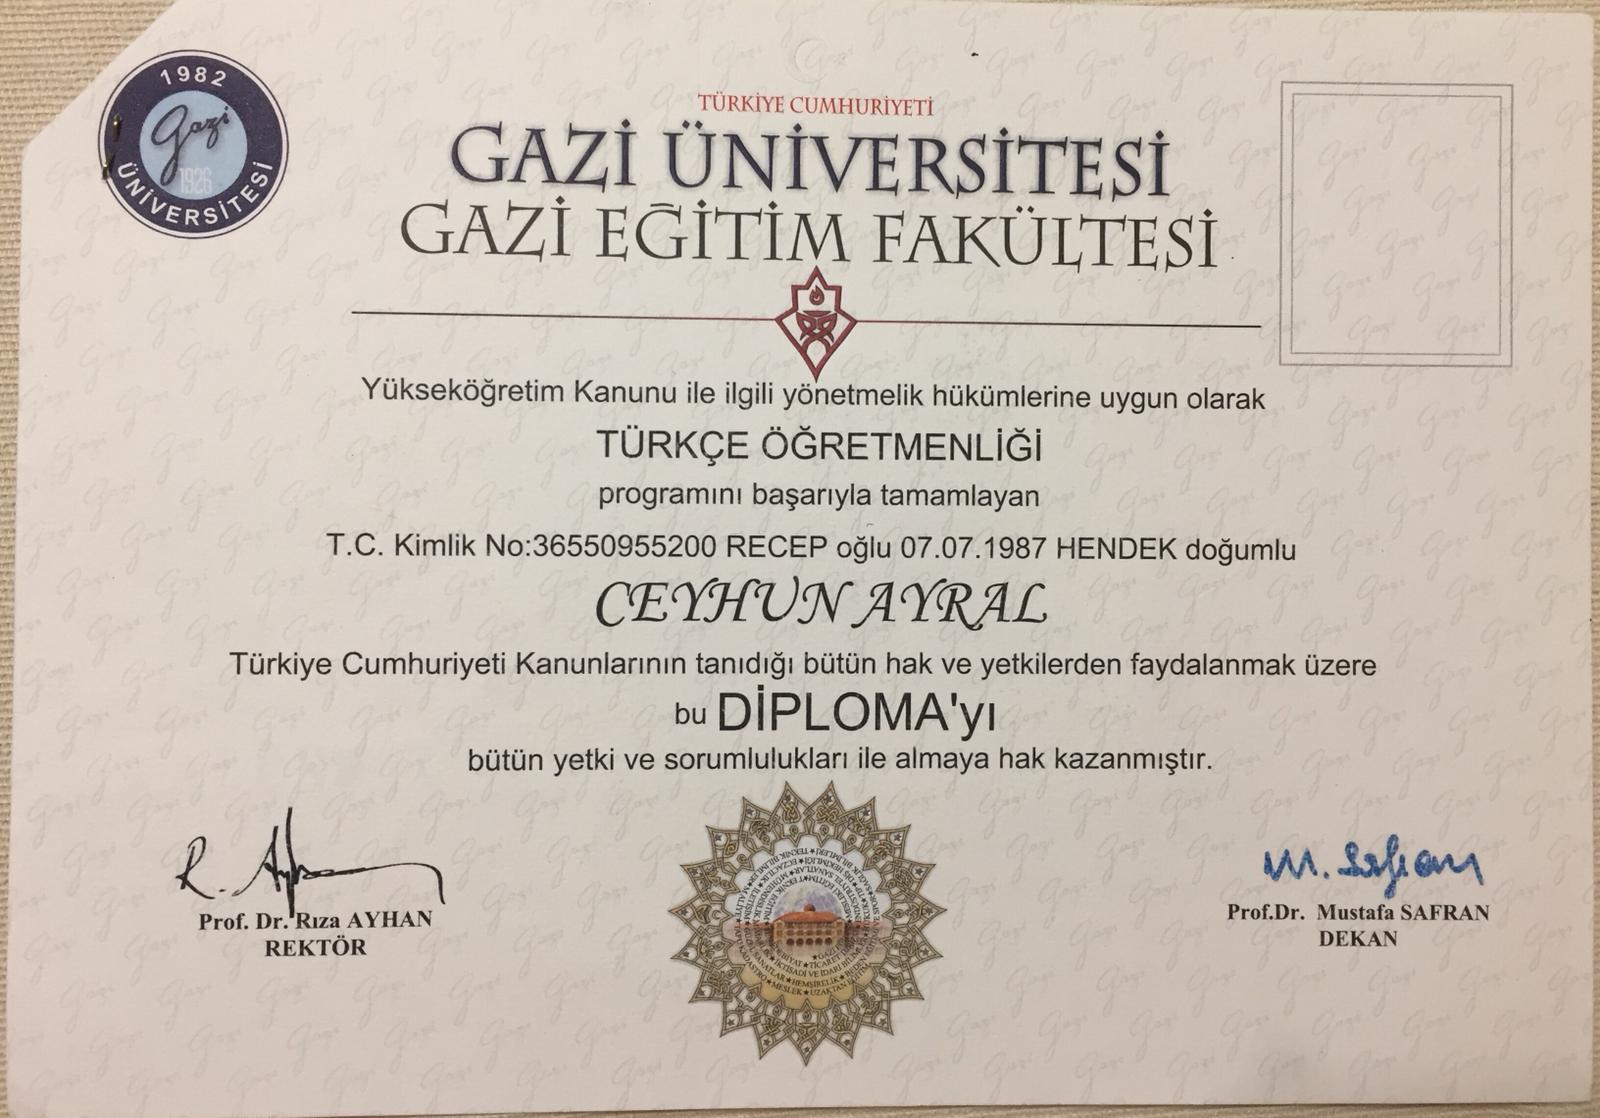 1982
Gazi
1926
ÜNİVERSİTESİ
TÜRKİYE CUMHURİYETİ
GAZİ ÜNİVERSİTESİ
GAZİ EĞİTİM FAKÜLTESİ
Yükseköğretim Kanunu ile ilgili yönetmelik hükümlerine uygun olarak
TÜRKÇE ÖĞRETMENLİĞİ
programını başarıyla tamamlayan
T.C. Kimlik No:36550955200 RECEP oğlu 07.07.1987 HENDEK doğumlu
CEYHUN AYRAL
Türkiye Cumhuriyeti Kanunlarının tanıdığı bütün hak ve yetkilerden faydalanmak üzere
bu DİPLOMA'yı
bütün yetki ve sorumlulukları ile almaya hak kazanmıştır.
R. Ayhan
Prof. Dr. Rıza AYHAN
REKTÖR
M. Safran
Prof.Dr. Mustafa SAFRAN
DEKAN